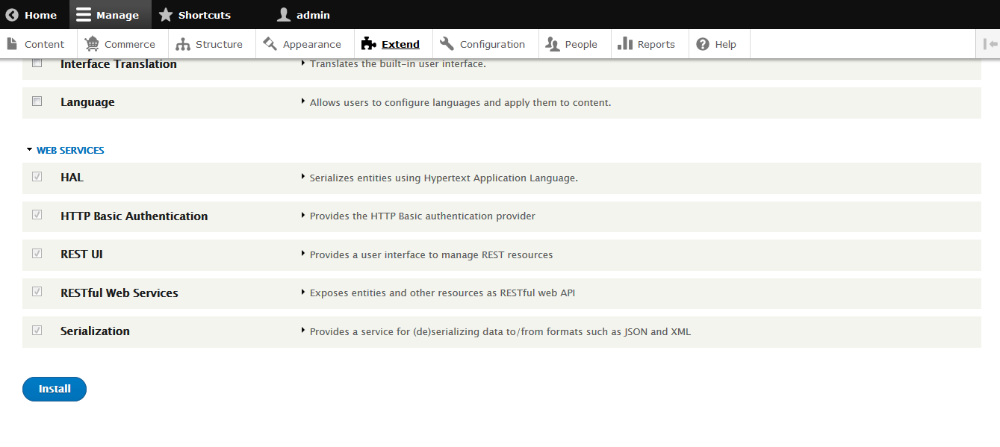 Home Manage Shortcuts admin
Content Commerce Structure Appearance Extend Configuration People Reports Help
Interface Translation Translates the built-in user interface.
Language Allows users to configure languages and apply them to content.
WEB SERVICES
HAL Serializes entities using Hypertext Application Language.
HTTP Basic Authentication Provides the HTTP Basic authentication provider
REST UI Provides a user interface to manage REST resources
RESTful Web Services Exposes entities and other resources as RESTful web API
Serialization Provides a service for (de)serializing data to/from formats such as JSON and XML
Install